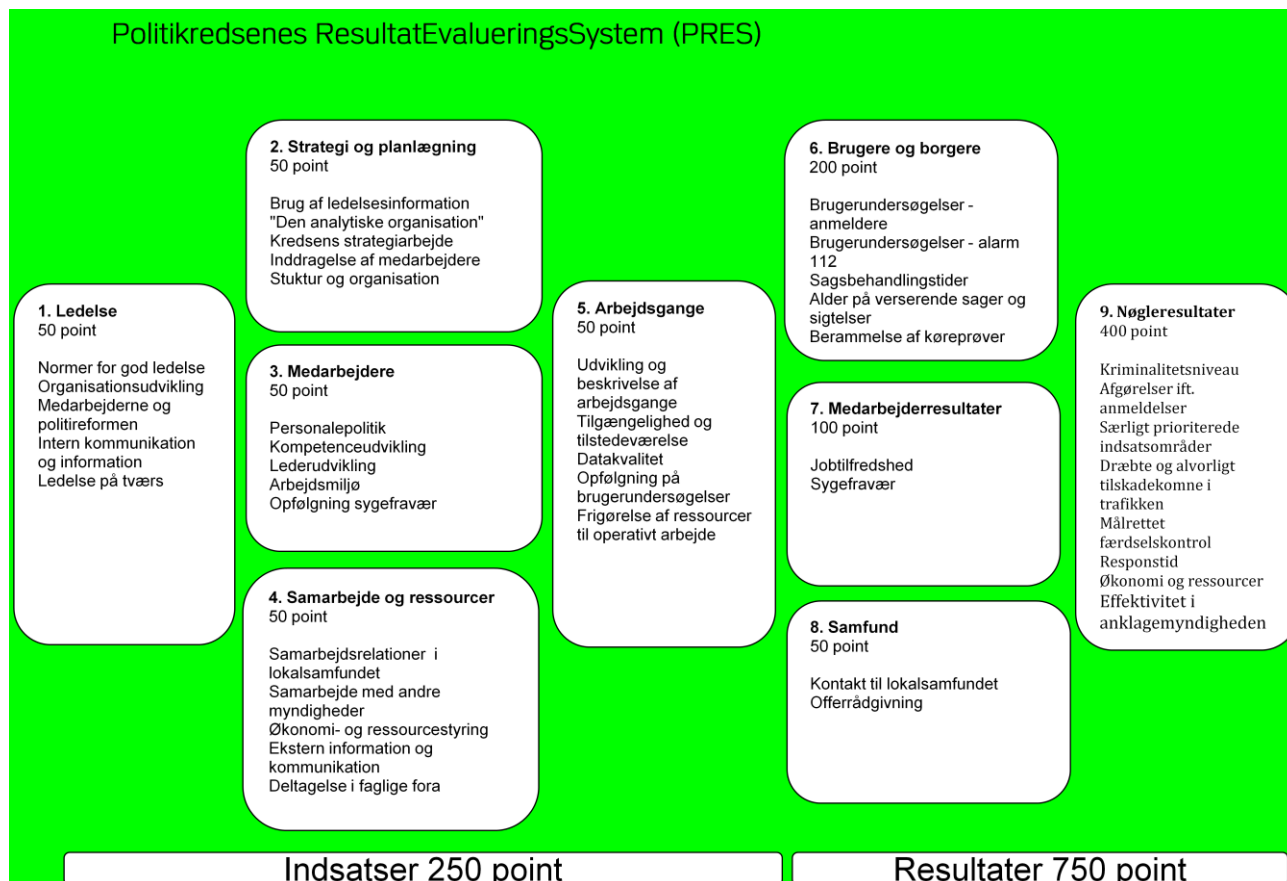 Politikredsenes ResultatEvalueringsSystem (PRES)
1. Ledelse
50 point
Normer for god ledelse
Organisationsudvikling
Medarbejderne og
politireformen
Intern kommunikation
og information
Ledelse på tværs
2. Strategi og planlægning
50 point
Brug af ledelsesinformation
"Den analytiske organisation"
Kredsens strategiarbejde
Inddragelse af medarbejdere
Stuktur og organisation
3. Medarbejdere
50 point
Personalepolitik
Kompetenceudvikling
Lederudvikling
Arbejdsmiljø
Opfølgning sygefravær
4. Samarbejde og ressourcer
50 point
Samarbejdsrelationer i
lokalsamfundet
Samarbejde med andre
myndigheder
Økonomi- og ressourcestyring
Ekstern information og
kommunikation
Deltagelse i faglige fora
5. Arbejdsgange
50 point
Udvikling og
beskrivelse af
arbejdsgange
Tilgængelighed og
tilstedeværelse
Datakvalitet
Opfølgning på
brugerundersøgelser
Frigørelse af ressourcer
til operativt arbejde
6. Brugere og borgere
200 point
Brugerundersøgelser -
anmeldere
Brugerundersøgelser - alarm
112
Sagsbehandlingstider
Alder på verserende sager og
sigtelser
Berammelse af køreprøver
7. Medarbejderresultater
100 point
Jobtilfredshed
Sygefravær
8. Samfund
50 point
Kontakt til lokalsamfundet
Offerrådgivning
9. Nøgleresultater
400 point
Kriminalitetsniveau
Afgørelser ift.
anmeldelser
Særligt prioriterede
indsatsområder
Dræbte og alvorligt
tilskadekomne i
trafikken
Målrettet
færdselskontrol
Responstid
Økonomi og ressourcer
Effektivitet i
anklagemyndigheden
Indsatser 250 point
Resultater 750 point